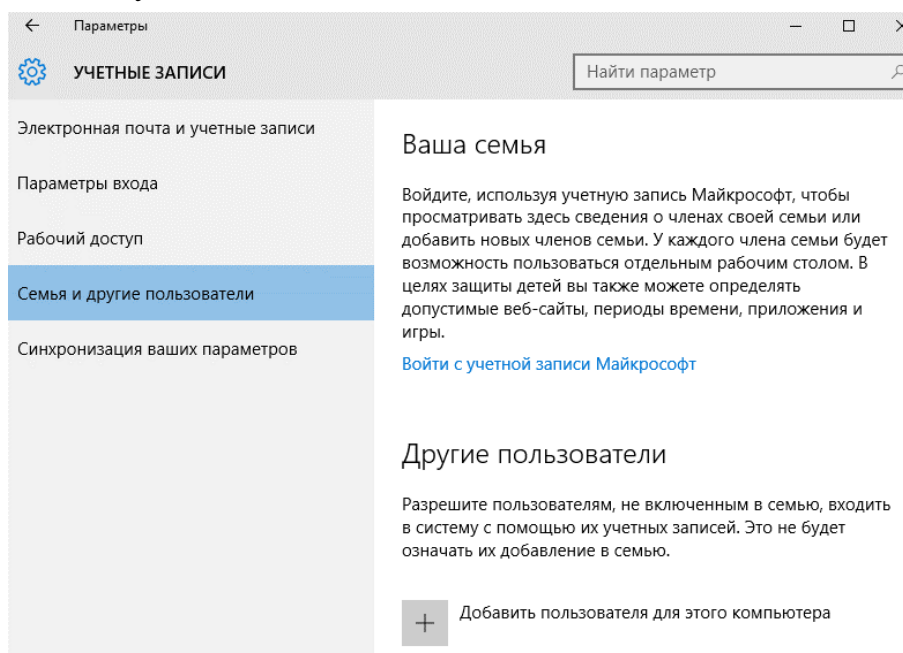 Параметры
УЧЕТНЫЕ ЗАПИСИ
Найти параметр
Электронная почта и учетные записи
Параметры входа
Рабочий доступ
Семья и другие пользователи
Синхронизация ваших параметров
Ваша семья
Войдите, используя учетную запись Майкрософт, чтобы
просматривать здесь сведения о членах своей семьи или
добавить новых членов семьи. У каждого члена семьи будет
возможность пользоваться отдельным рабочим столом. В
целях защиты детей вы также можете определять
допустимые веб-сайты, периоды времени, приложения и
игры.
Войти с учетной записи Майкрософт
Другие пользователи
Разрешите пользователям, не включенным в семью, входить
в систему с помощью их учетных записей. Это не будет
означать их добавление в семью.
Добавить пользователя для этого компьютера